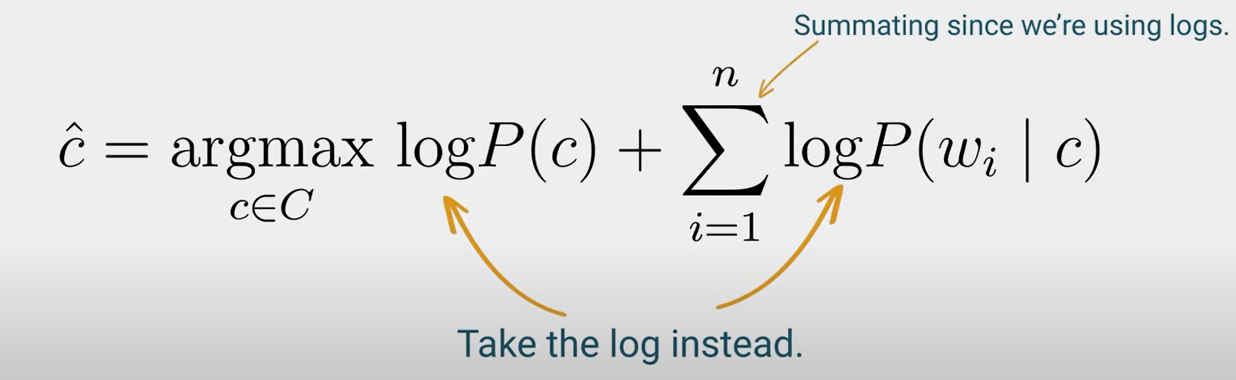 Summating since we're using logs.
ĉ = argmax c∈C logP(c) + ∑ i=1 n logP(wᵢ | c)
Take the log instead.